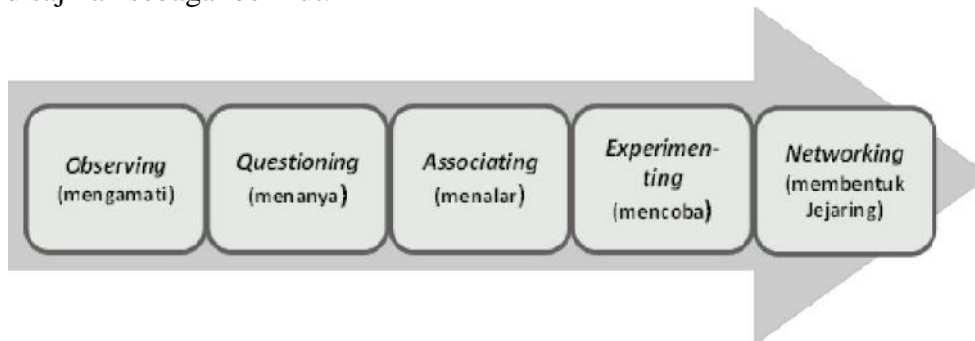 Observing
(mengamati)
Questioning
(menanya)
Associating
(menalar)
Experimen-
ting
(mencoba)
Networking
(membentuk
Jejaring)